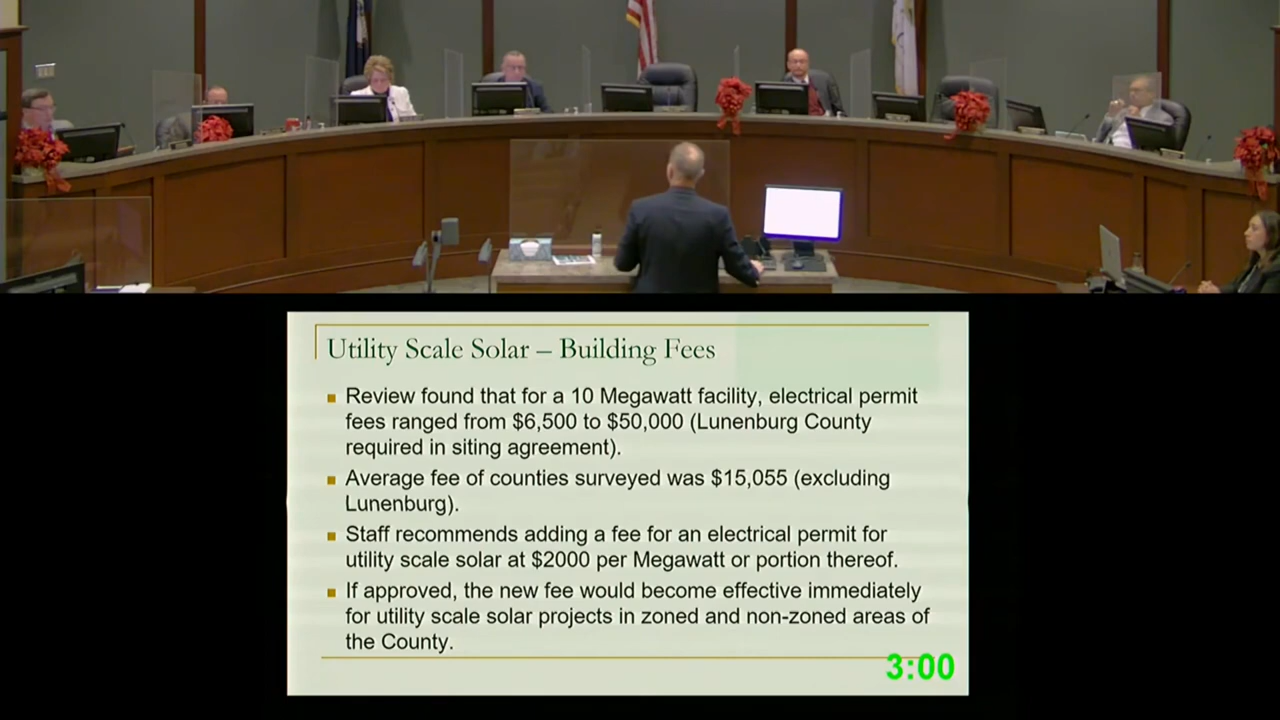 Utility Scale Solar – Building Fees
Review found that for a 10 Megawatt facility, electrical permit
fees ranged from $6,500 to $50,000 (Lunenburg County
required in siting agreement).
Average fee of counties surveyed was $15,055 (excluding
Lunenburg).
Staff recommends adding a fee for an electrical permit for
utility scale solar at $2000 per Megawatt or portion thereof.
If approved, the new fee would become effective immediately
for utility scale solar projects in zoned and non-zoned areas of
the County.
3:00